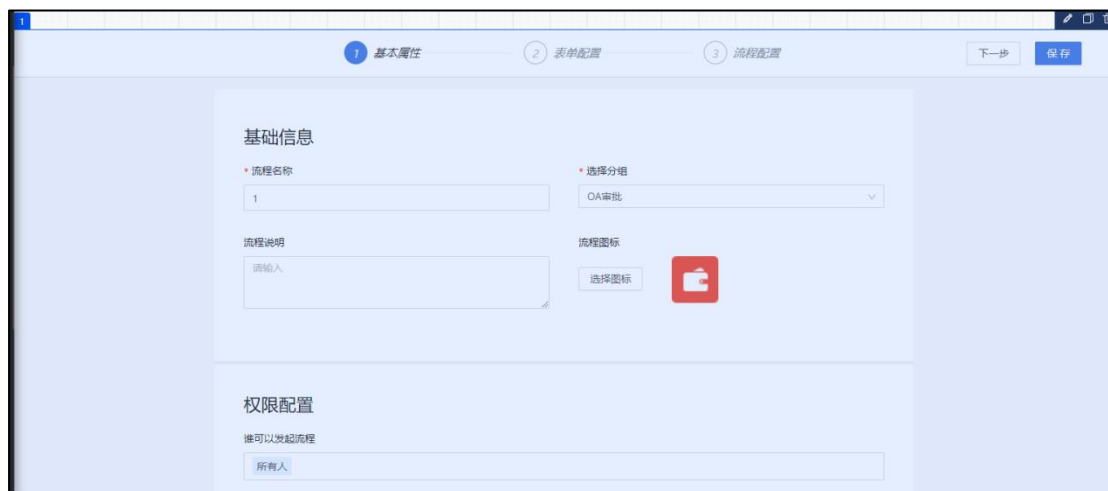 1
1 基本属性 2 表单配置 3 流程配置 下一步 保存
基础信息
* 流程名称 * 选择分组
1 OA审批
流程说明 流程图标
请输入 选择图标
权限配置
谁可以发起流程
所有人